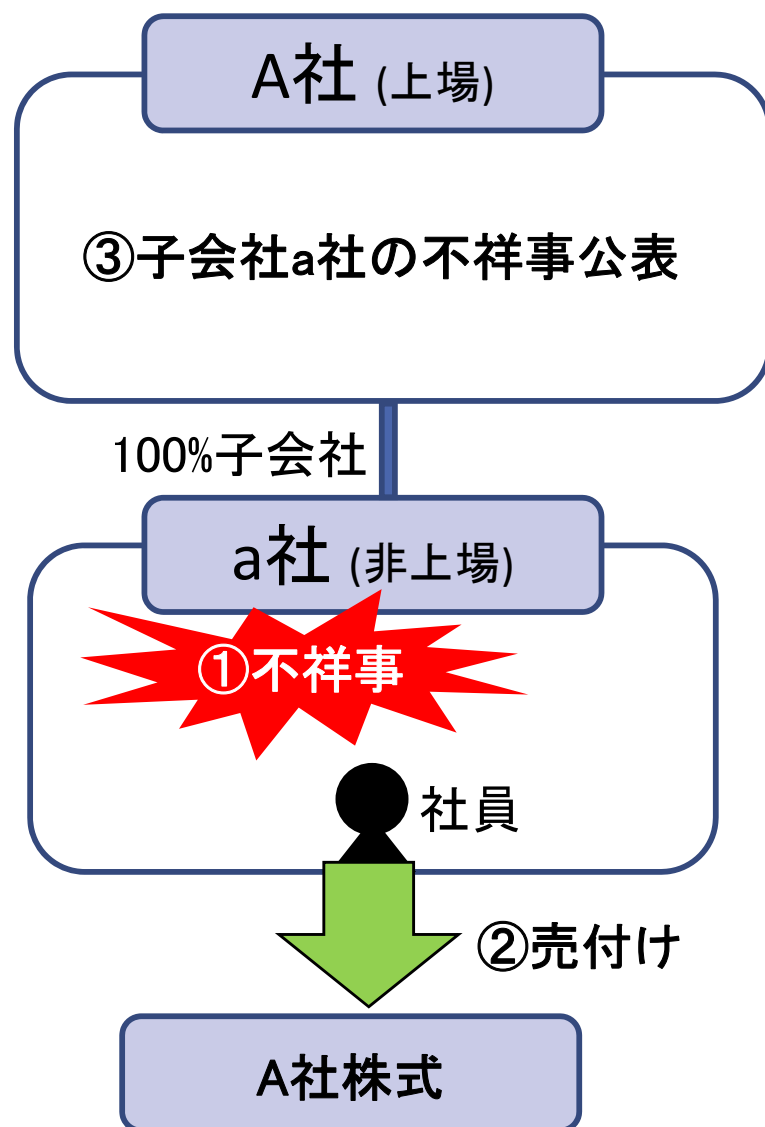 A社 (上場)
③子会社a社の不祥事公表
100%子会社
a社 (非上場)
①不祥事
社員
②売付け
A社株式